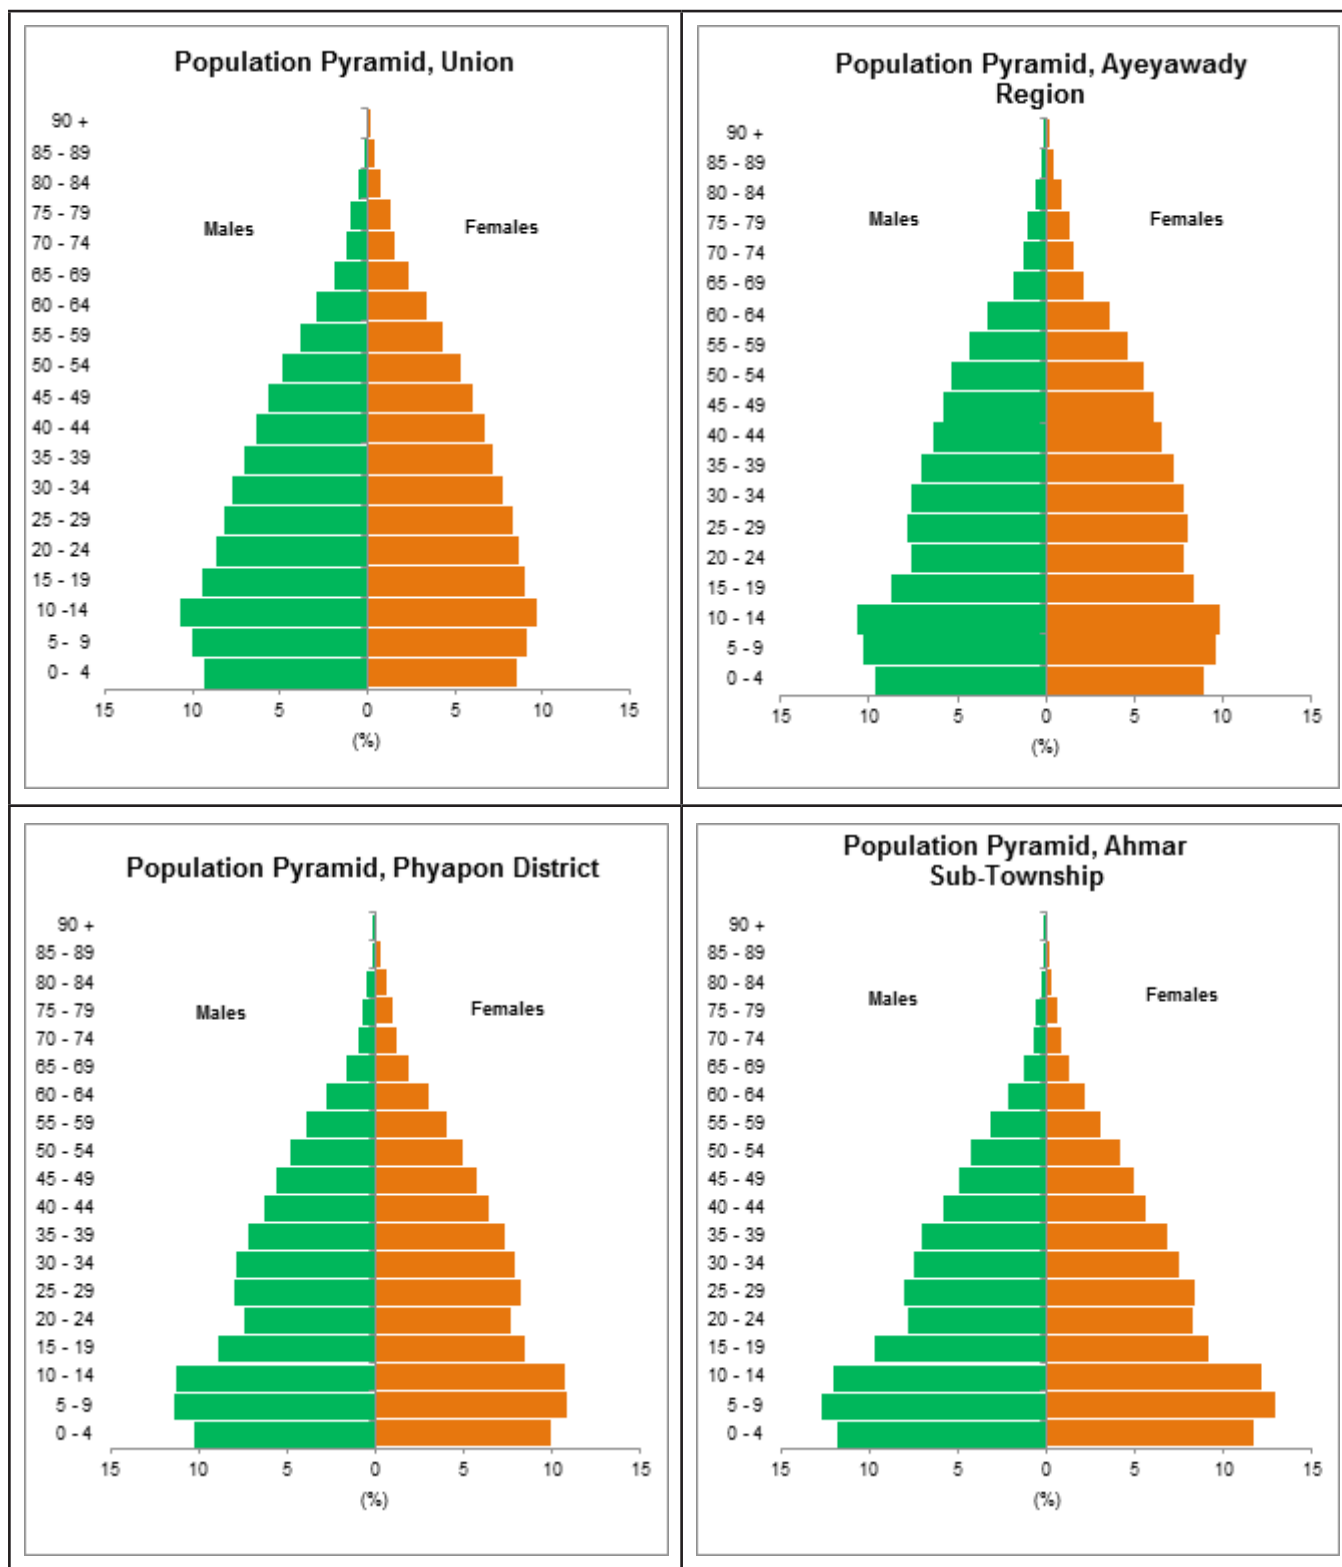 Population Pyramid, Union
90 +
85 - 89
80 - 84
75 - 79
70 - 74
65 - 69
60 - 64
55 - 59
50 - 54
45 - 49
40 - 44
35 - 39
30 - 34
25 - 29
20 - 24
15 - 19
10 -14
5 - 9
0 - 4
Males
Females
15 10 5 0 5 10 15
(%)
Population Pyramid, Ayeyawady
Region
90 +
85 - 89
80 - 84
75 - 79
70 - 74
65 - 69
60 - 64
55 - 59
50 - 54
45 - 49
40 - 44
35 - 39
30 - 34
25 - 29
20 - 24
15 - 19
10 - 14
5 - 9
0 - 4
Males
Females
15 10 5 0 5 10 15
(%)
Population Pyramid, Phyapon District
90 +
85 - 89
80 - 84
75 - 79
70 - 74
65 - 69
60 - 64
55 - 59
50 - 54
45 - 49
40 - 44
35 - 39
30 - 34
25 - 29
20 - 24
15 - 19
10 - 14
5 - 9
0 - 4
Males
Females
15 10 5 0 5 10 15
(%)
Population Pyramid, Ahmar
Sub-Township
90 +
85 - 89
80 - 84
75 - 79
70 - 74
65 - 69
60 - 64
55 - 59
50 - 54
45 - 49
40 - 44
35 - 39
30 - 34
25 - 29
20 - 24
15 - 19
10 - 14
5 - 9
0 - 4
Males
Females
15 10 5 0 5 10 15
(%)